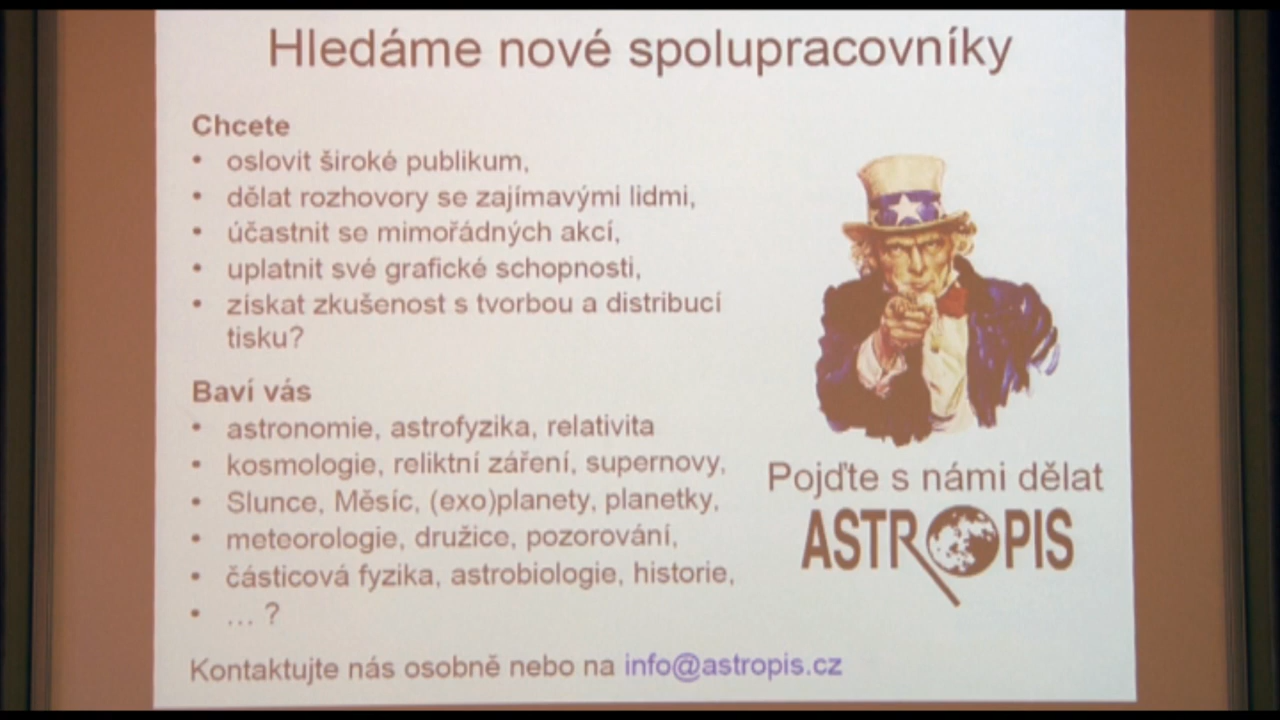 Hledáme nové spolupracovníky
Chcete
• oslovit široké publikum,
• dělat rozhovory se zajímavými lidmi,
• účastnit se mimořádných akcí,
• uplatnit své grafické schopnosti,
• získat zkušenost s tvorbou a distribucí
tisku?
Baví vás
• astronomie, astrofyzika, relativita
• kosmologie, reliktní záření, supernovy,
• Slunce, Měsíc, (exo)planety, planetky,
• meteorologie, družice, pozorování,
• částicová fyzika, astrobiologie, historie,
• … ?
Pojďte s námi dělat
ASTROPIS
Kontaktujte nás osobně nebo na info@astropis.cz